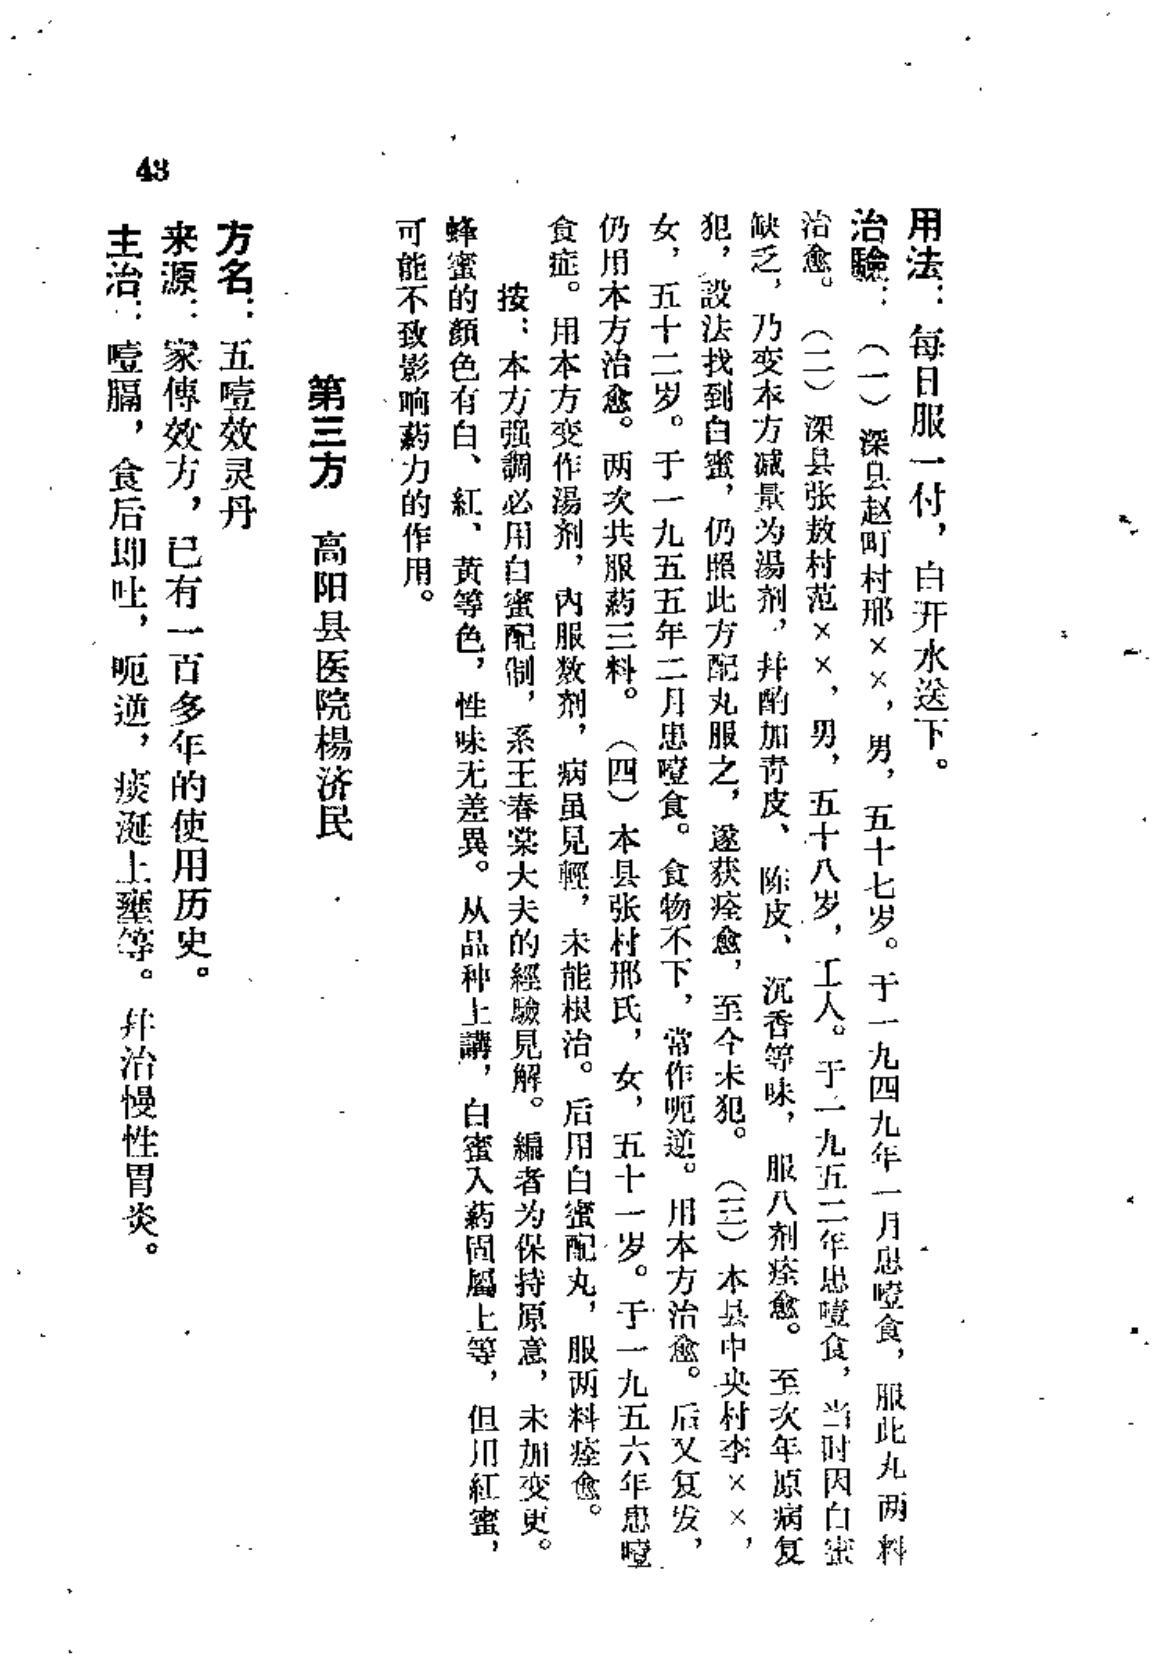 用法：每日服一付，白开水送下。
治驗：（一）深县赵町村邢××，男，五十七岁。于一九四九年一月患噎食，服此丸两料
治愈。（二）深县张敖村范××，男，五十八岁，工人。于一九五二年患噎食，当时因白蜜
缺乏，乃变本方减量为湯剂，幷酌加青皮、陈皮、沉香等味，服八剂痊愈。至次年原病复
犯，設法找到白蜜，仍照此方配丸服之，遂获痊愈，至今未犯。（三）本县中央村李××，
女，五十二岁。于一九五五年二月患噎食。食物不下，常作呃逆。用本方治愈。后又复发，
仍用本方治愈。两次共服葯三料。（四）本县张村邢氏，女，五十一岁。于一九五六年患噎
食症。用本方变作湯剂，內服数剂，病虽見輕，未能根治。后用白蜜配丸，服两料痊愈。
按：本方强調必用白蜜配制，系王春棠大夫的經驗見解。編者为保持原意，未加变更。
蜂蜜的顏色有白、紅、黃等色，性味无差異。从品种上講，白蜜入葯固屬上等，但用紅蜜，
可能不致影响葯力的作用。
第三方 高阳县医院楊济民
方名：五噎效灵丹
来源：家傳效方，已有一百多年的使用历史。
主治：噎膈，食后即吐，呃逆，痰涎上壅等。幷治慢性胃炎。
43